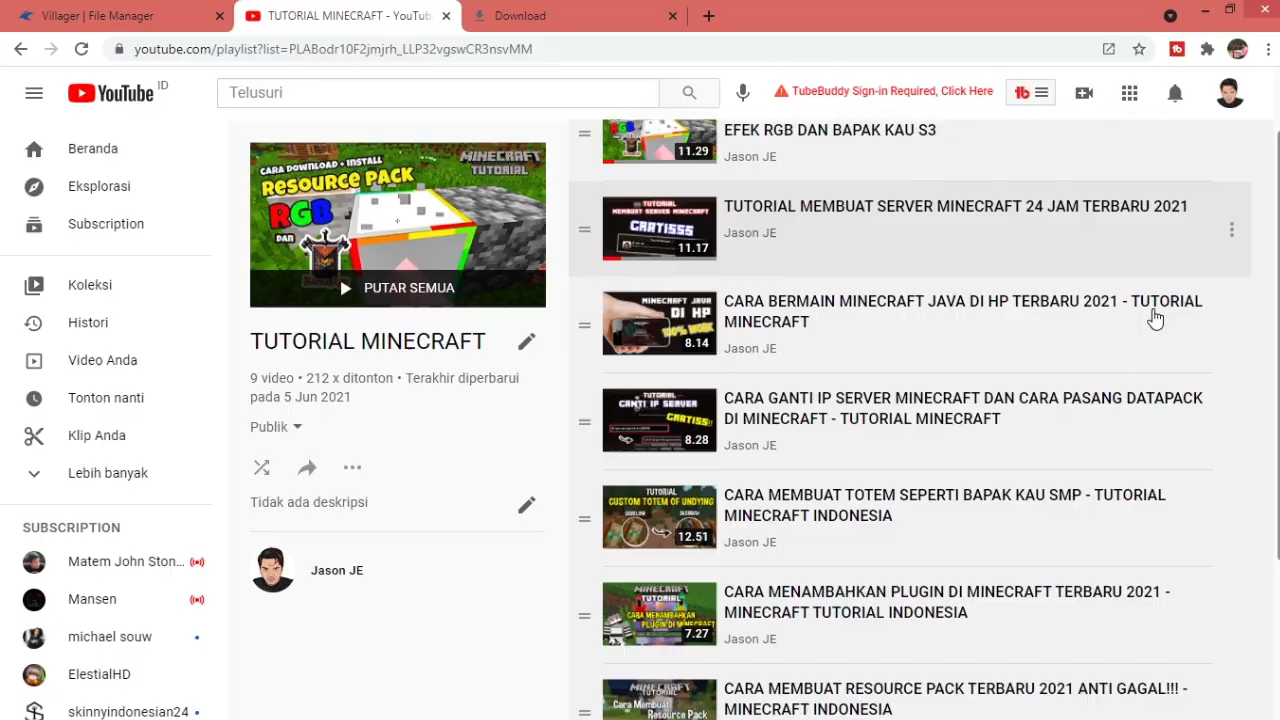 Villager | File Manager
TUTORIAL MINECRAFT - YouTub
Download
youtube.com/playlist?list=PLABodr10F2jmjrh_LLP32vgswCR3nsvMM
YouTube ID
Telusuri
TubeBuddy Sign-in Required, Click Here
tb
Beranda
Eksplorasi
Subscription
Koleksi
Histori
Video Anda
Tonton nanti
Klip Anda
Lebih banyak
SUBSCRIPTION
Matem John Ston...
Mansen
michael souw
ElestialHD
skinnyindonesian24
CARA DOWNLOAD + INSTALL
RESOURCE PACK
RGB
DAN
MINECRAFT
TUTORIAL
PUTAR SEMUA
TUTORIAL MINECRAFT
9 video • 212 x ditonton • Terakhir diperbarui
pada 5 Jun 2021
Publik
Tidak ada deskripsi
Jason JE
RGB
11.29
EFEK RGB DAN BAPAK KAU S3
Jason JE
TUTORIAL
MEMBUAT SERVER MINECRAFT
GRATISSS
11.17
TUTORIAL MEMBUAT SERVER MINECRAFT 24 JAM TERBARU 2021
Jason JE
MINECRAFT JAVA
DI HP
100% WORK
8.14
CARA BERMAIN MINECRAFT JAVA DI HP TERBARU 2021 - TUTORIAL
MINECRAFT
Jason JE
TUTORIAL
GANTI IP SERVER
GRATISS!!
8.28
CARA GANTI IP SERVER MINECRAFT DAN CARA PASANG DATAPACK
DI MINECRAFT - TUTORIAL MINECRAFT
Jason JE
TUTORIAL
CUSTOM TOTEM OF UNDYING
12.51
CARA MEMBUAT TOTEM SEPERTI BAPAK KAU SMP - TUTORIAL
MINECRAFT INDONESIA
Jason JE
MINECRAFT
TUTORIAL
CARA MENAMBAHKAN
PLUGIN DI MINECRAFT
7.27
CARA MENAMBAHKAN PLUGIN DI MINECRAFT TERBARU 2021 -
MINECRAFT TUTORIAL INDONESIA
Jason JE
MINECRAFT
TUTORIAL
Cara Membuat
Resource Pack
CARA MEMBUAT RESOURCE PACK TERBARU 2021 ANTI GAGAL!!! -
MINECRAFT INDONESIA